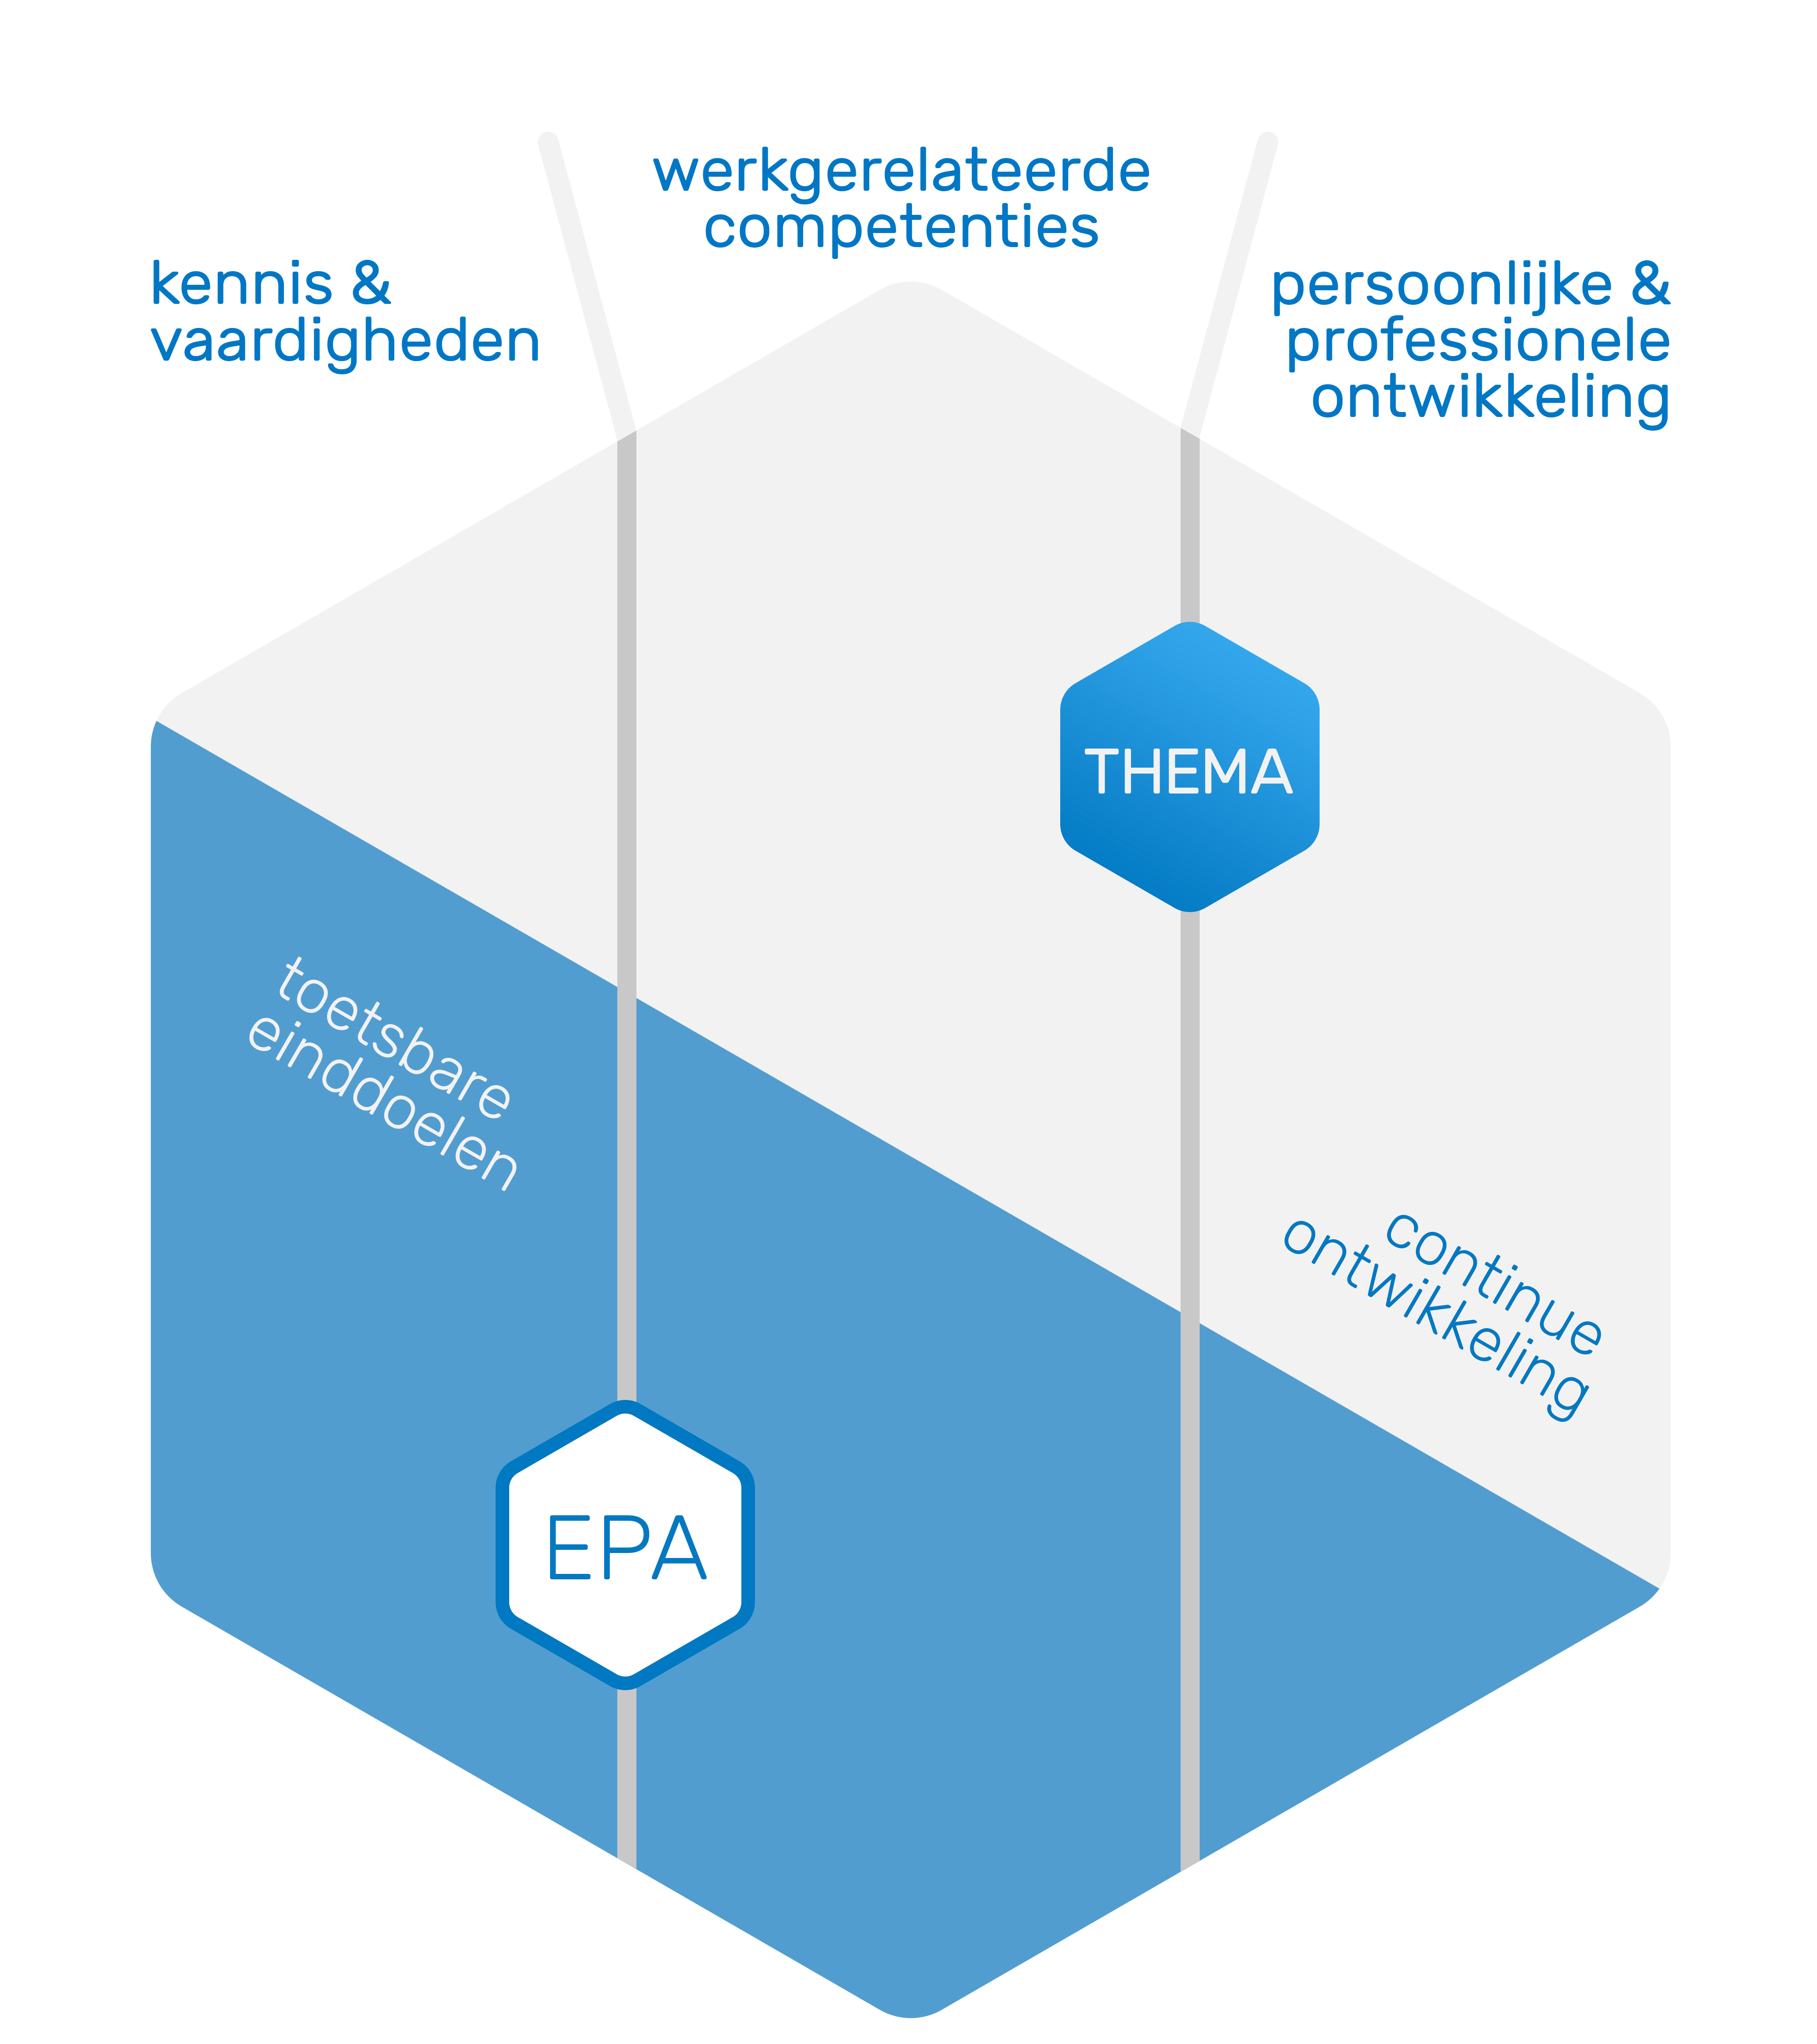 werkgerelateerde
competenties
kennis &
vaardigheden
persoonlijke &
professionele
ontwikkeling
THEMA
toetsbare
einddoelen
continue
ontwikkeling
EPA